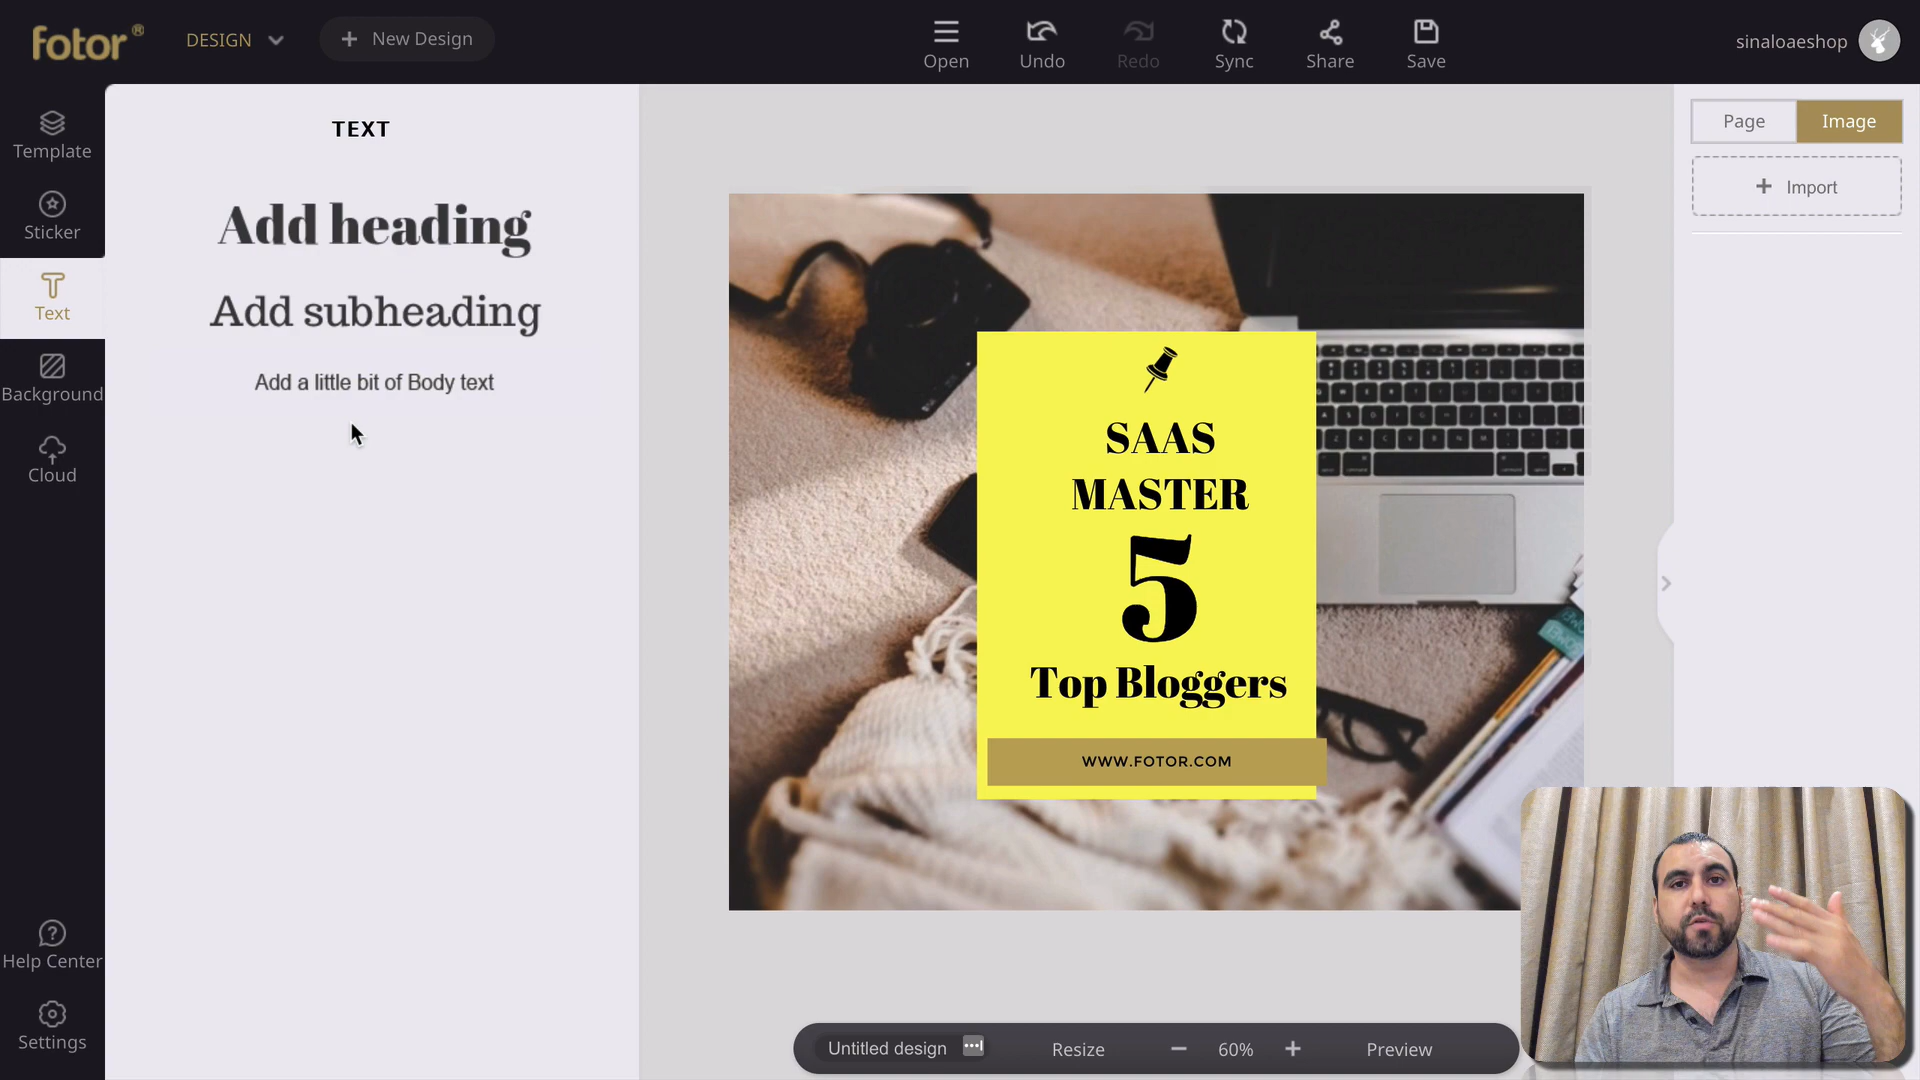 fotor®
DESIGN
+ New Design
Open
Undo
Redo
Sync
Share
Save
sinaloaeshop
Template
Sticker
Text
Background
Cloud
Help Center
Settings
TEXT
Add heading
Add subheading
Add a little bit of Body text
SAAS
MASTER
5
Top Bloggers
WWW.FOTOR.COM
Page
Image
+ Import
Untitled design
Resize
− 60% +
Preview